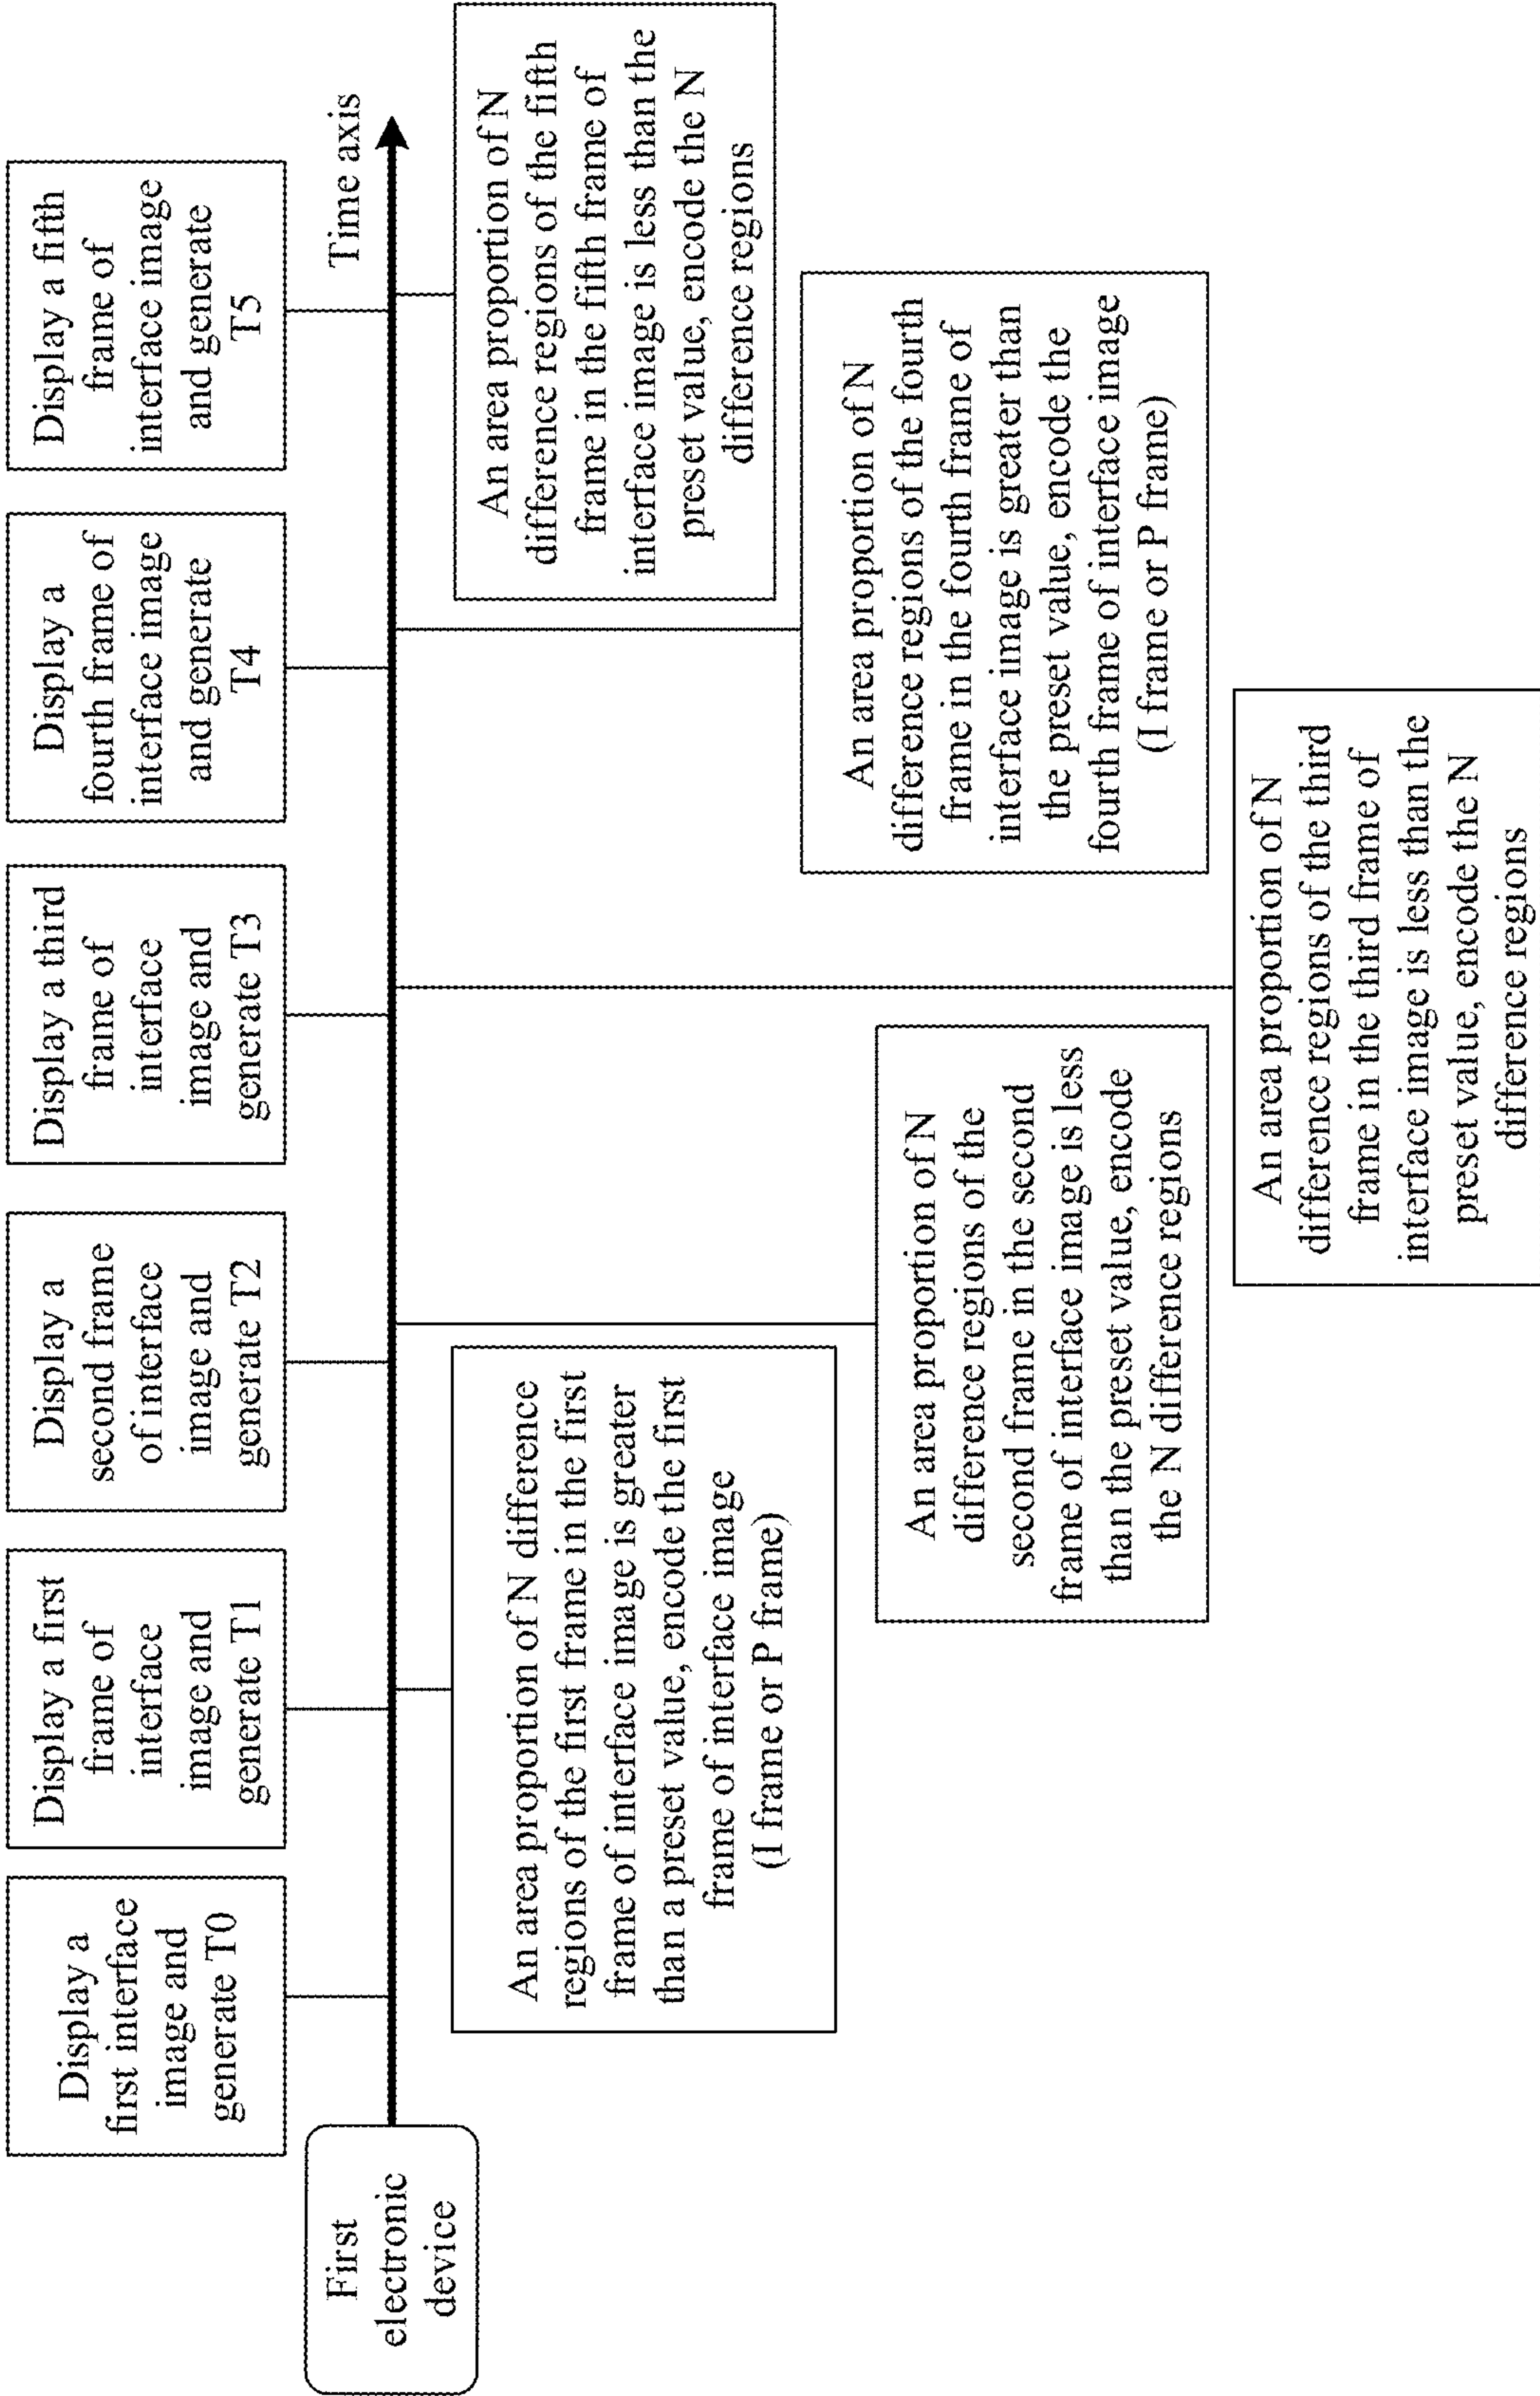 First
electronic
device
Display a
first interface
image and
generate T0
Display a first
frame of
interface
image and
generate T1
Display a
second frame
of interface
image and
generate T2
Display a third
frame of
interface
image and
generate T3
Display a
fourth frame of
interface image
and generate
T4
Display a fifth
frame of
interface image
and generate
T5
Time axis
An area proportion of N difference
regions of the first frame in the first
frame of interface image is greater
than a preset value, encode the first
frame of interface image
(I frame or P frame)
An area proportion of N
difference regions of the
second frame in the second
frame of interface image is less
than the preset value, encode
the N difference regions
An area proportion of N
difference regions of the third
frame in the third frame of
interface image is less than the
preset value, encode the N
difference regions
An area proportion of N
difference regions of the fourth
frame in the fourth frame of
interface image is greater than
the preset value, encode the
fourth frame of interface image
(I frame or P frame)
An area proportion of N
difference regions of the fifth
frame in the fifth frame of
interface image is less than the
preset value, encode the N
difference regions